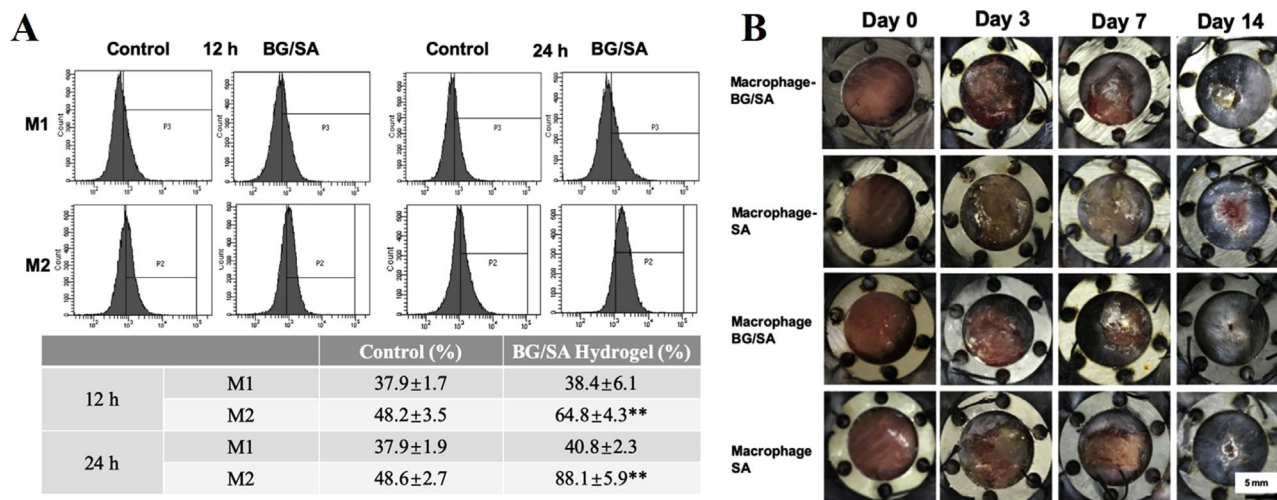 A
Control 12 h BG/SA Control 24 h BG/SA
M1
Count
P3
P3
P3
P3
M2
Count
P2
P2
P2
P2
Control (%) BG/SA Hydrogel (%)
12 h M1 37.9±1.7 38.4±6.1
M2 48.2±3.5 64.8±4.3**
24 h M1 37.9±1.9 40.8±2.3
M2 48.6±2.7 88.1±5.9**
B
Day 0 Day 3 Day 7 Day 14
Macrophage-
BG/SA
Macrophage-
SA
Macrophage
BG/SA
Macrophage
SA
5 mm